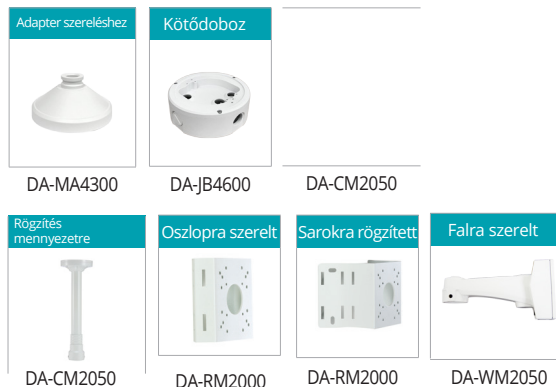 Adapter szereléshez
Kötődoboz
DA-MA4300
DA-JB4600
DA-CM2050
Rögzítés
mennyezetre
Oszlopra szerelt
Sarokra rögzített
Falra szerelt
DA-CM2050
DA-RM2000
DA-RM2000
DA-WM2050